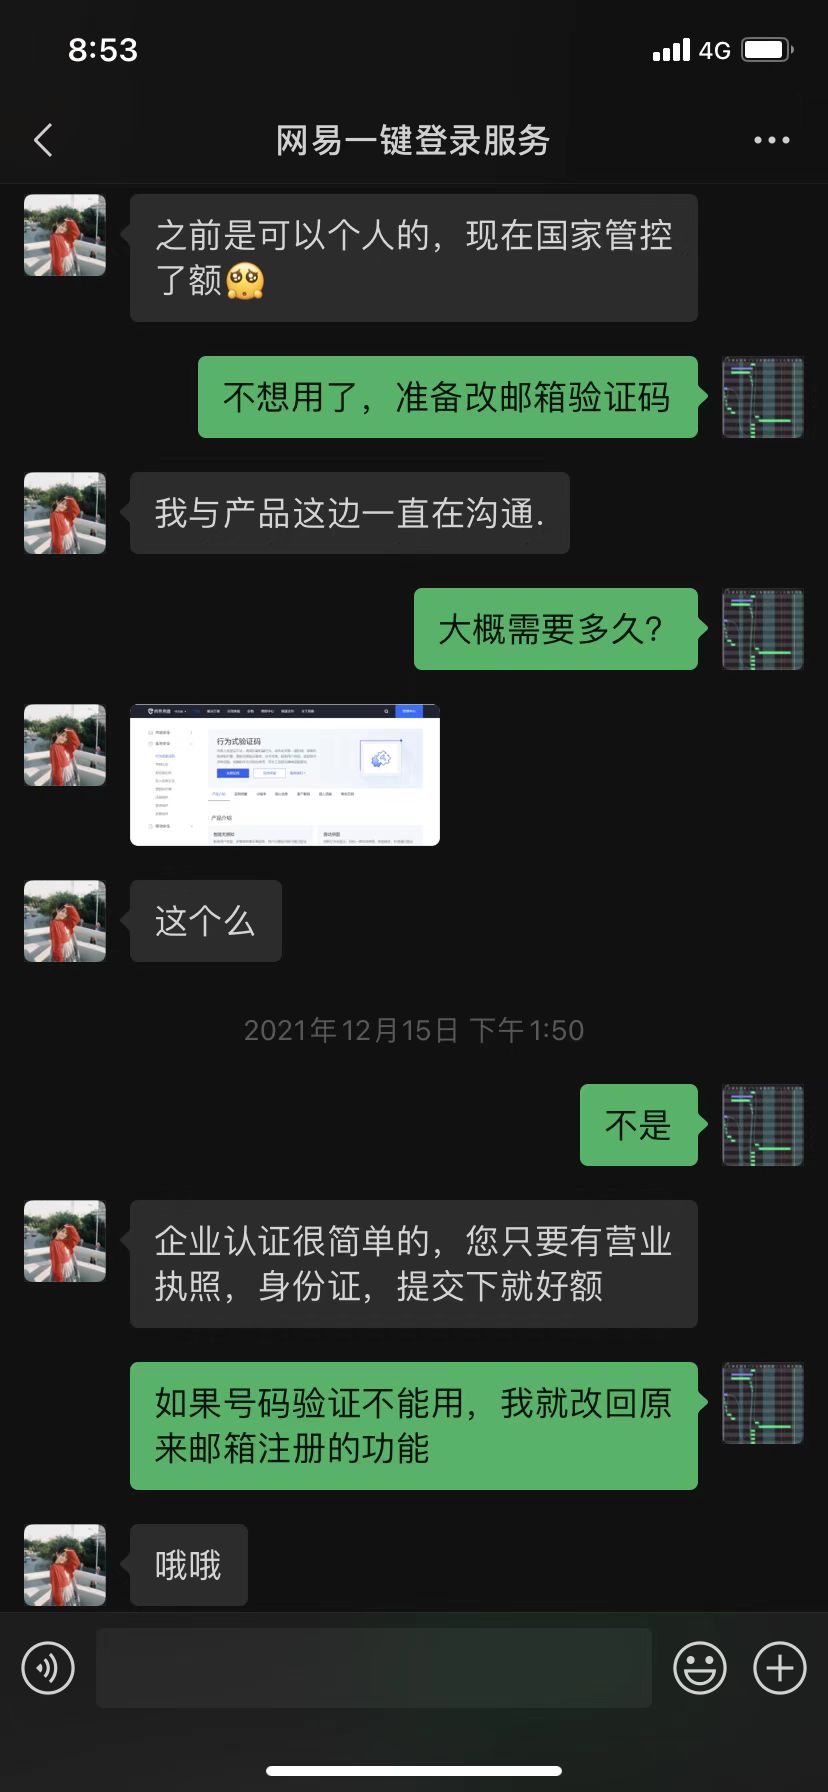 8:53
4G
网易一键登录服务
之前是可以个人的，现在国家管控
了额🥺
不想用了，准备改邮箱验证码
我与产品这边一直在沟通.
大概需要多久？
行为式验证码
产品介绍
这个么
2021年12月15日 下午1:50
不是
企业认证很简单的，您只要有营业
执照，身份证，提交下就好额
如果号码验证不能用，我就改回原
来邮箱注册的功能
哦哦